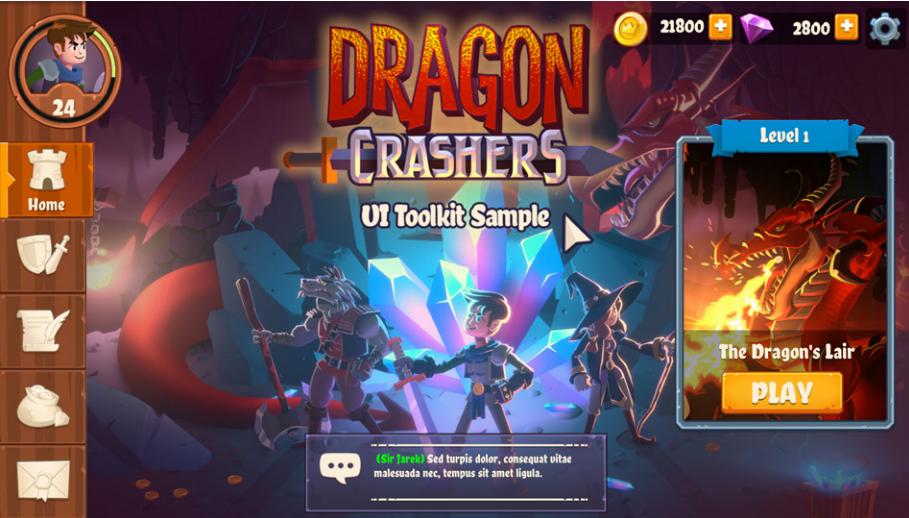 DRAGON
CRASHERS
UI Toolkit Sample
21800
2800
24
Home
Level 1
The Dragon's Lair
PLAY
(Sir Jarek) Sed turpis dolor, consequat vitae
malesuada nec, tempus sit amet ligula.